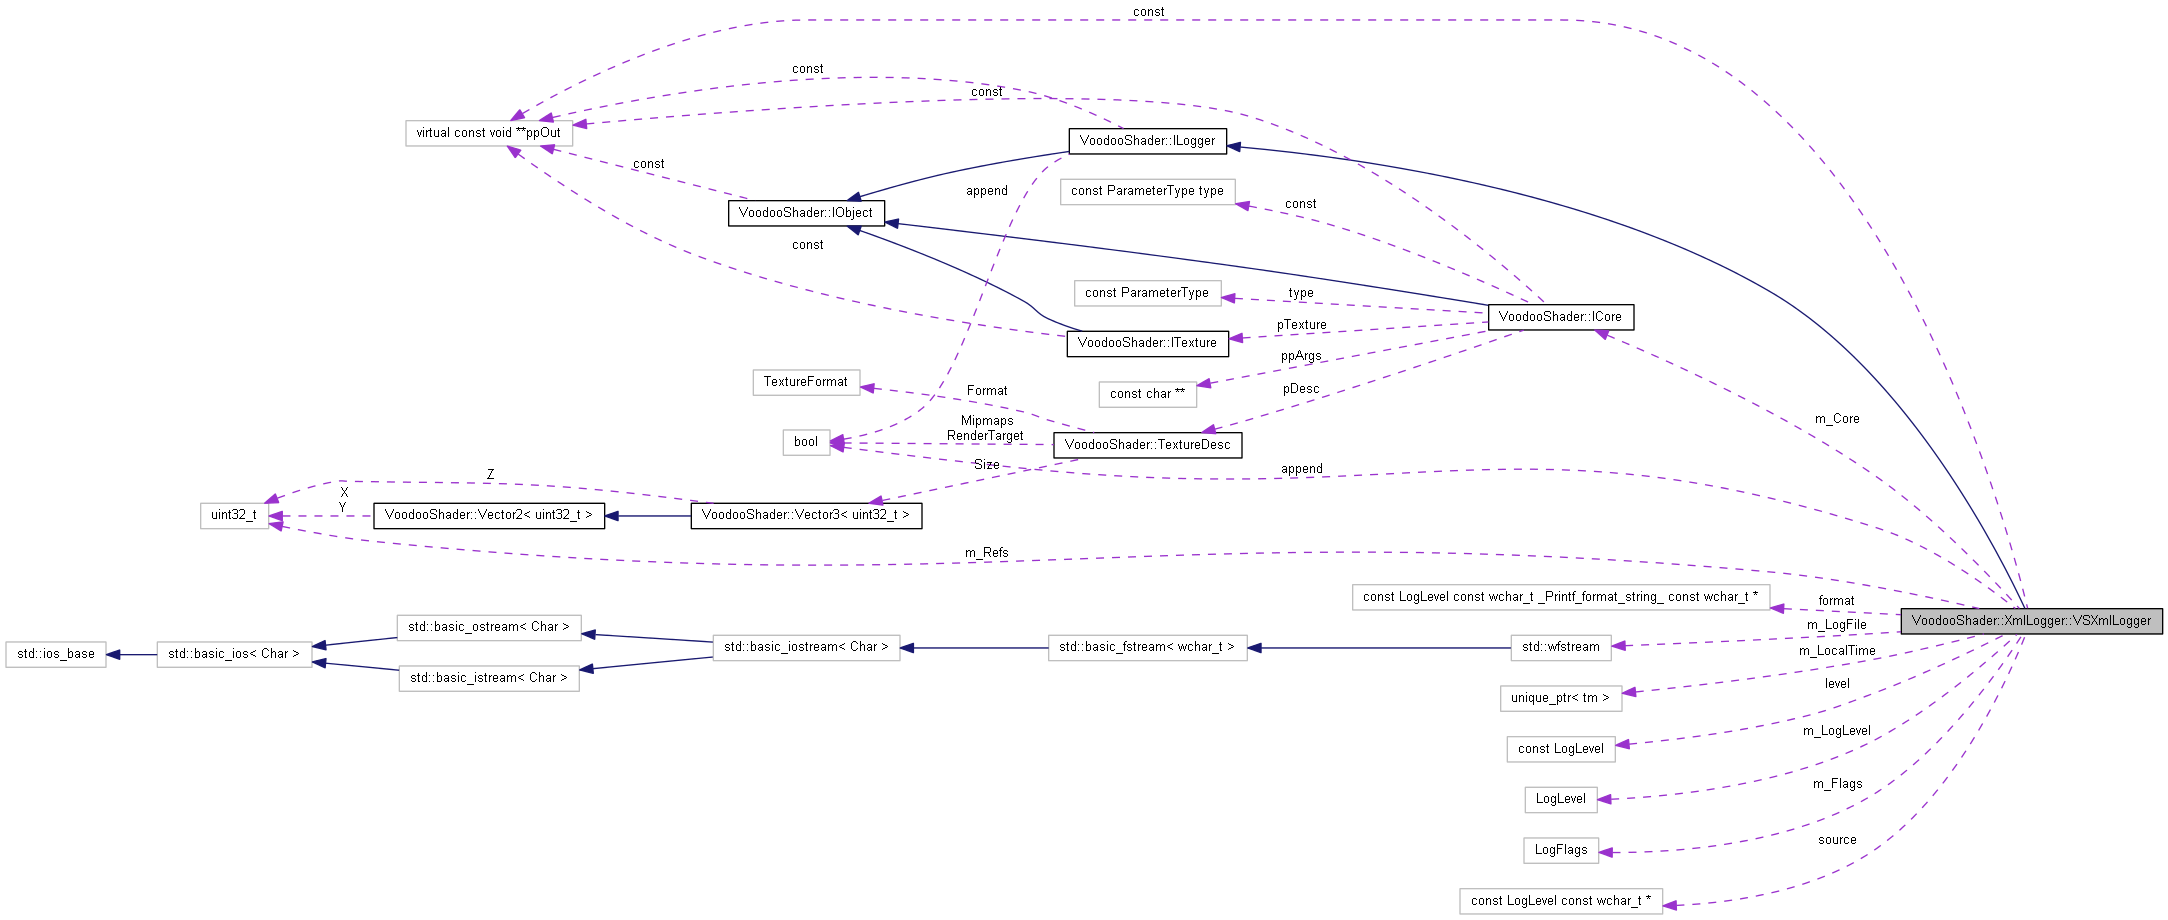 const
const
const
virtual const void **ppOut
VoodooShader::ILogger
const
append
const ParameterType type
const
VoodooShader::IObject
const
const ParameterType
type
VoodooShader::ICore
pTexture
VoodooShader::ITexture
ppArgs
TextureFormat
Format
const char **
pDesc
m_Core
Mipmaps
RenderTarget
bool
VoodooShader::TextureDesc
Size
append
Z
X
Y
uint32_t
VoodooShader::Vector2< uint32_t >
VoodooShader::Vector3< uint32_t >
m_Refs
const LogLevel const wchar_t _Printf_format_string_ const wchar_t *
format
VoodooShader::XmlLogger::VSXmlLogger
m_LogFile
std::basic_ostream< Char >
std::ios_base
std::basic_ios< Char >
std::basic_iostream< Char >
std::basic_fstream< wchar_t >
std::wfstream
m_LocalTime
std::basic_istream< Char >
level
unique_ptr< tm >
m_LogLevel
const LogLevel
m_Flags
LogLevel
source
LogFlags
const LogLevel const wchar_t *